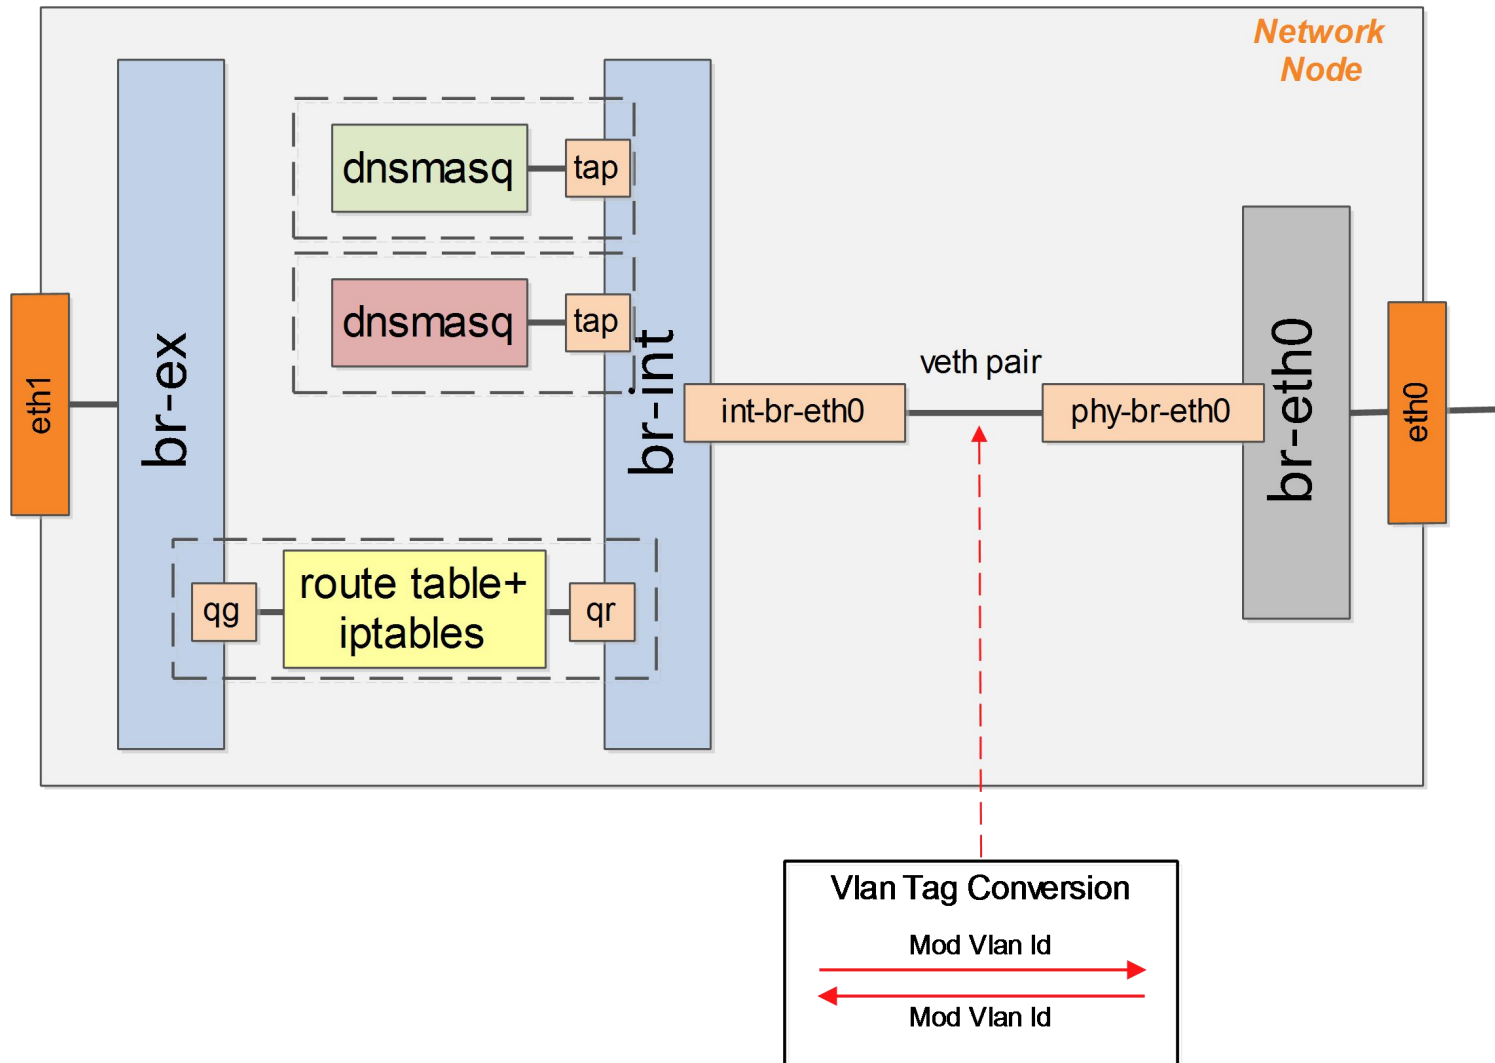 Network
Node
dnsmasq
tap
dnsmasq
tap
eth1
br-ex
br-int
veth pair
int-br-eth0
phy-br-eth0
br-eth0
eth0
qg
route table+
iptables
qr
Vlan Tag Conversion
Mod Vlan Id
Mod Vlan Id